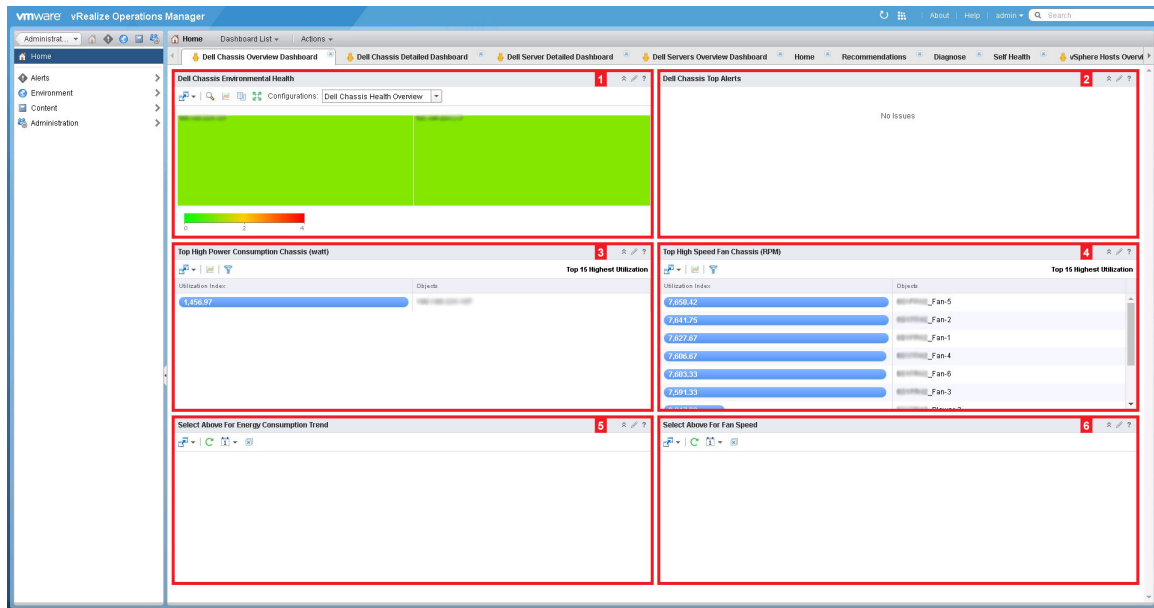 vmware vRealize Operations Manager
About Help admin Search
Administrat... Home Dashboard List Actions
Home
Dell Chassis Overview Dashboard Dell Chassis Detailed Dashboard Dell Server Detailed Dashboard Dell Servers Overview Dashboard Home Recommendations Diagnose Self Health vSphere Hosts Overvi
Alerts
Environment
Content
Administration
Dell Chassis Environmental Health 1 ?
Configurations: Dell Chassis Health Overview
0 2 4
Dell Chassis Top Alerts 2 ?
No Issues
Top High Power Consumption Chassis (watt) 3 ?
Top 15 Highest Utilization
Utilization Index Objects
1,456.97
Top High Speed Fan Chassis (RPM) 4 ?
Top 15 Highest Utilization
Utilization Index Objects
7,658.42 _Fan-5
7,641.75 _Fan-2
7,627.67 _Fan-1
7,606.67 _Fan-4
7,603.33 _Fan-6
7,591.33 _Fan-3
Select Above For Energy Consumption Trend 5 ?
Select Above For Fan Speed 6 ?